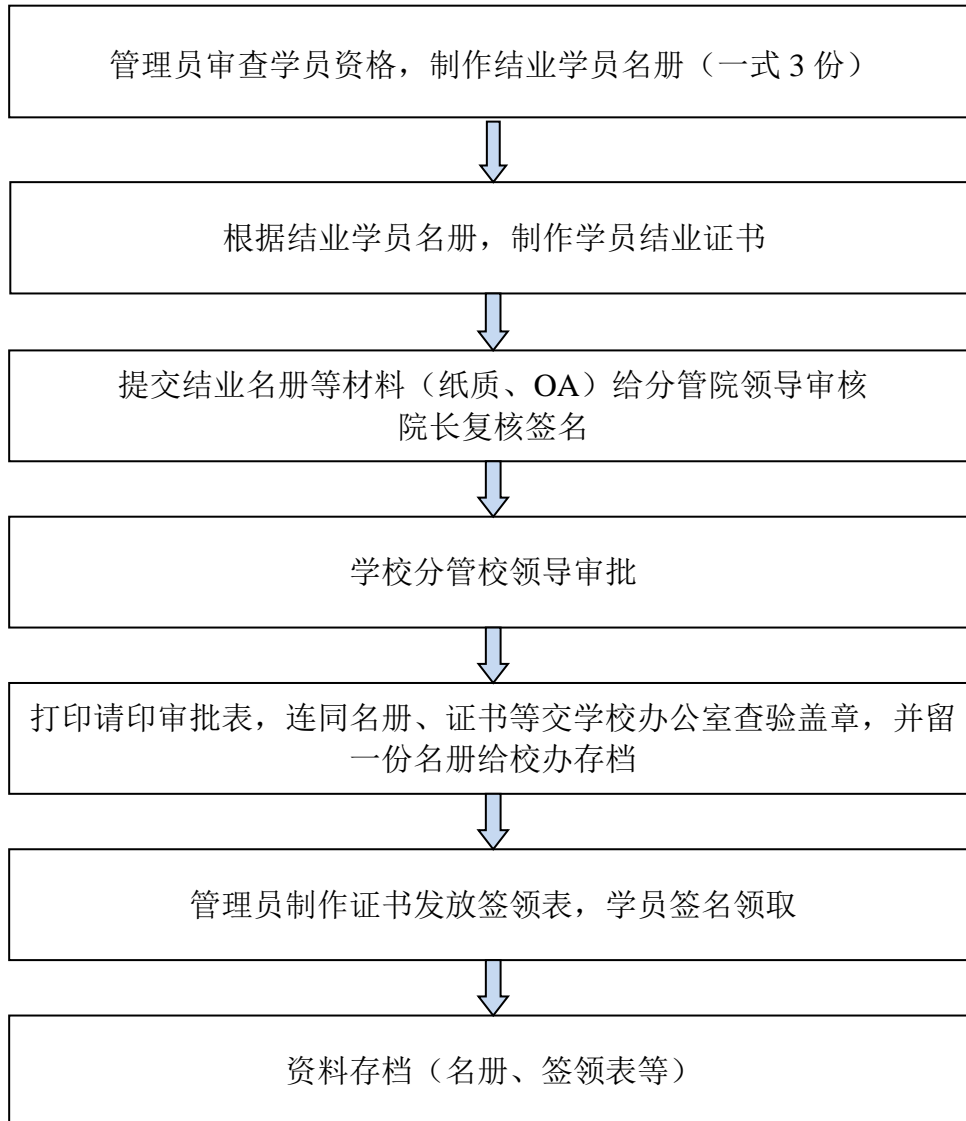 管理员审查学员资格，制作结业学员名册（一式 3 份）
根据结业学员名册，制作学员结业证书
提交结业名册等材料（纸质、OA）给分管院领导审核
院长复核签名
学校分管校领导审批
打印请印审批表，连同名册、证书等交学校办公室查验盖章，并留
一份名册给校办存档
管理员制作证书发放签领表，学员签名领取
资料存档（名册、签领表等）